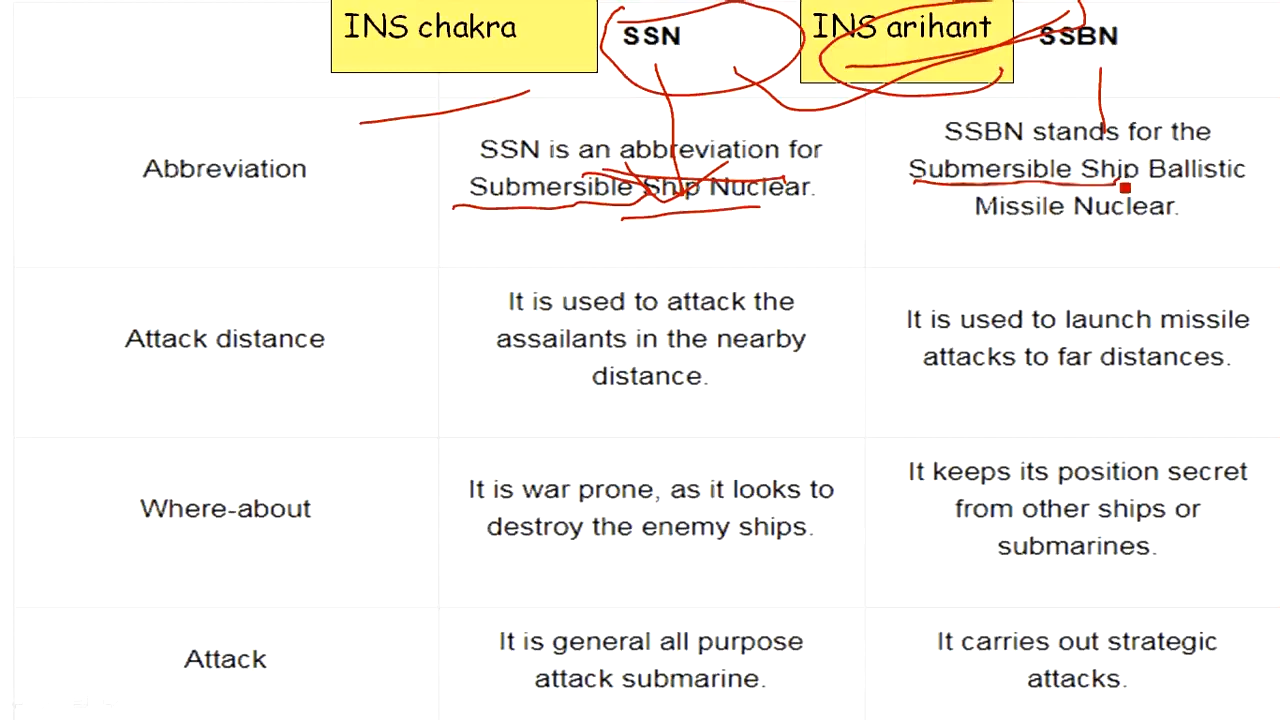 INS chakra
SSN
INS arihant
SSBN
Abbreviation
SSN is an abbreviation for
Submersible Ship Nuclear.
SSBN stands for the
Submersible Ship Ballistic
Missile Nuclear.
Attack distance
It is used to attack the
assailants in the nearby
distance.
It is used to launch missile
attacks to far distances.
Where-about
It is war prone, as it looks to
destroy the enemy ships.
It keeps its position secret
from other ships or
submarines.
Attack
It is general all purpose
attack submarine.
It carries out strategic
attacks.